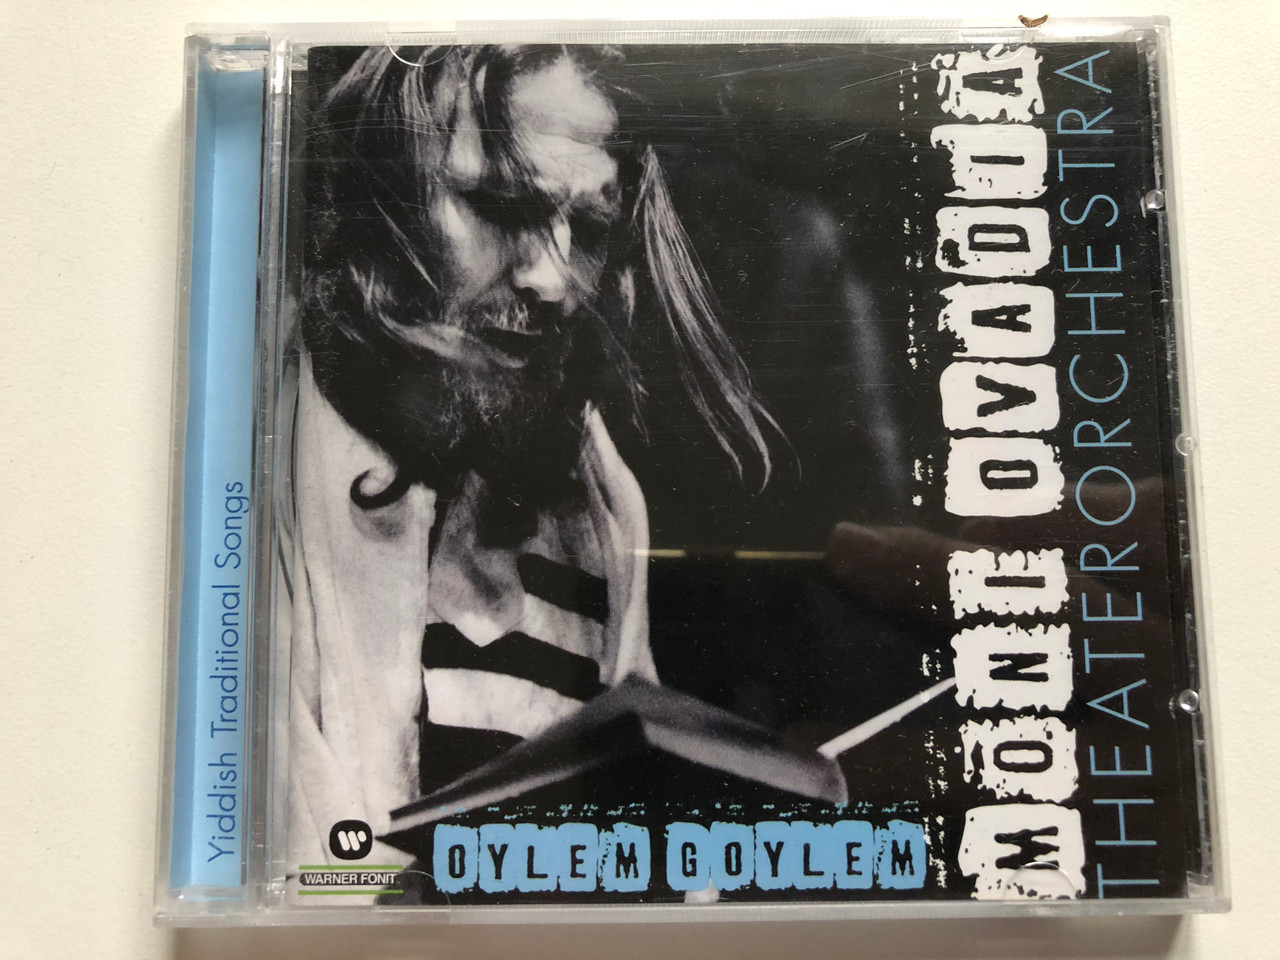 Yiddish Traditional Songs
MONI OVADIA
THEATERORCHESTRA
OYLEM GOYLEM
WARNER FONIT